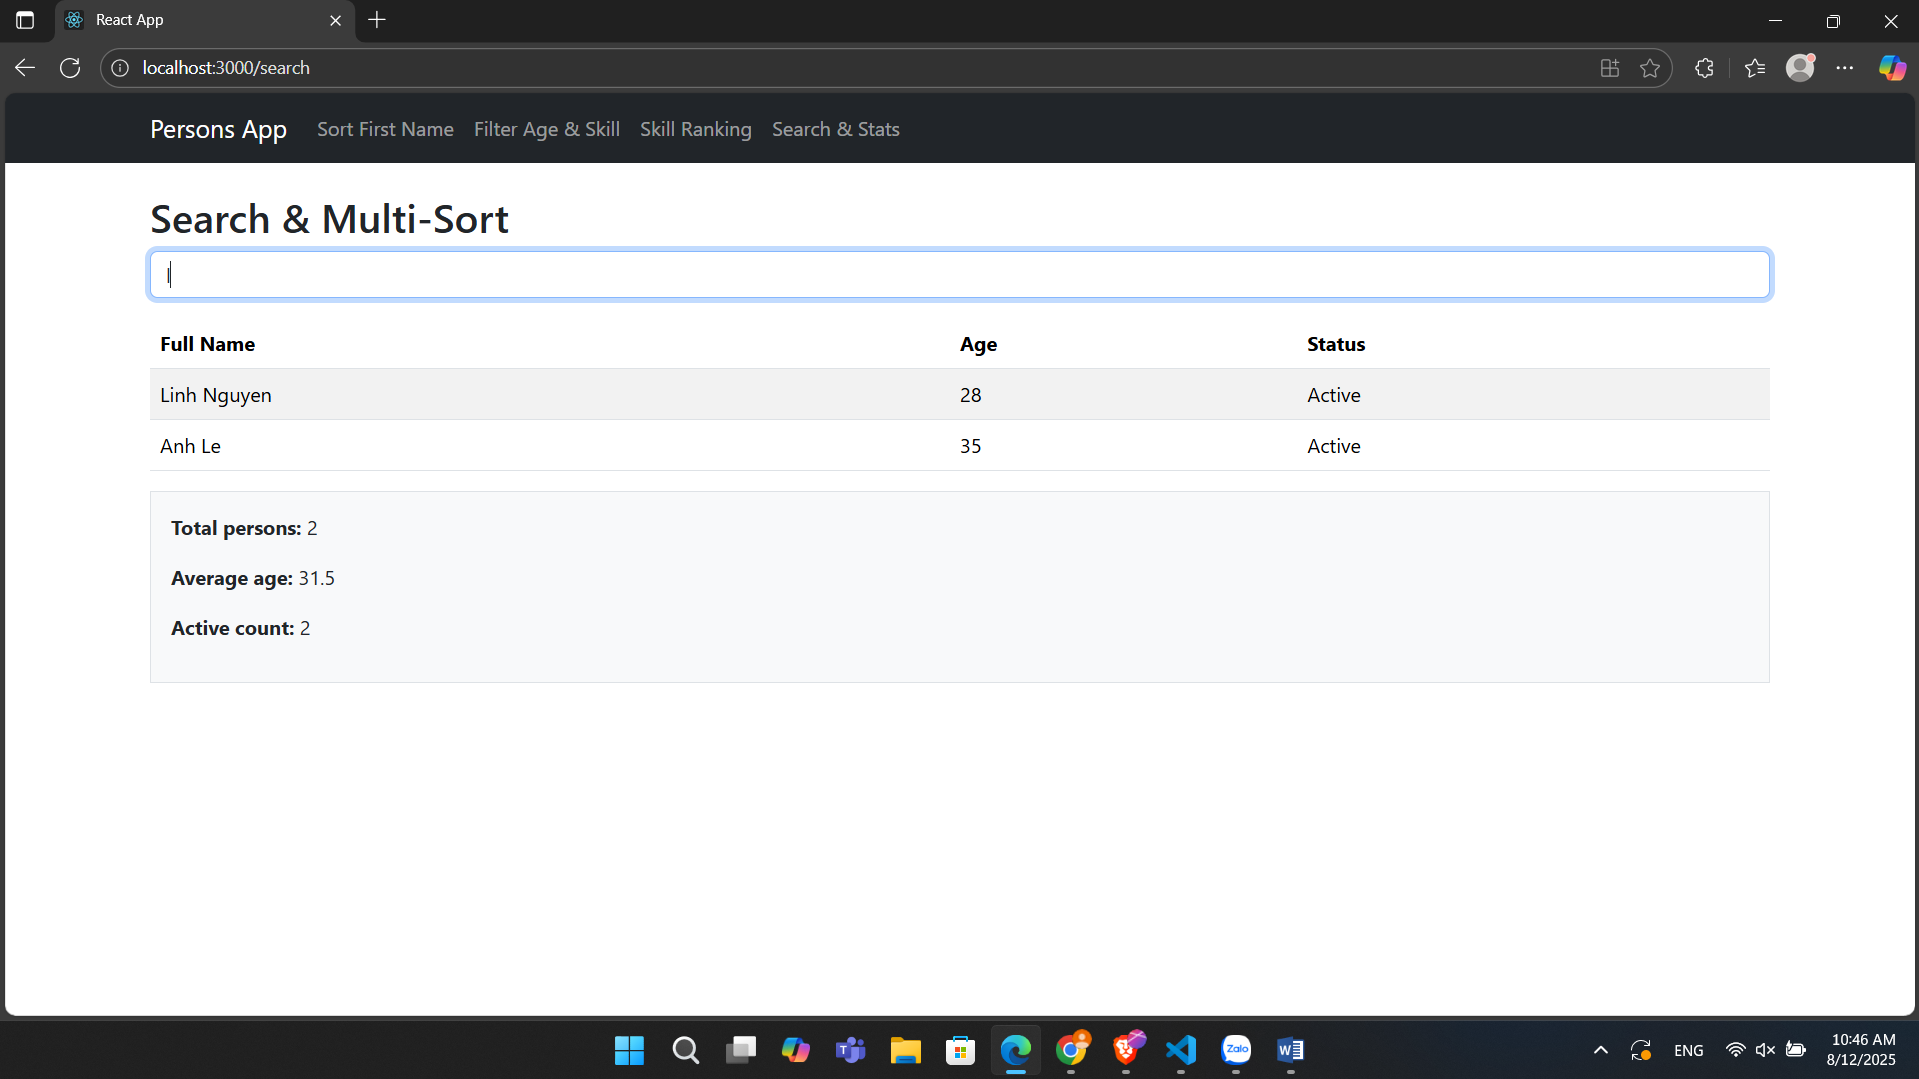 React App
localhost:3000/search
Persons App Sort First Name Filter Age & Skill Skill Ranking Search & Stats
Search & Multi-Sort
l
Full Name Age Status
Linh Nguyen 28 Active
Anh Le 35 Active
Total persons: 2
Average age: 31.5
Active count: 2
Zalo
ENG
10:46 AM
8/12/2025